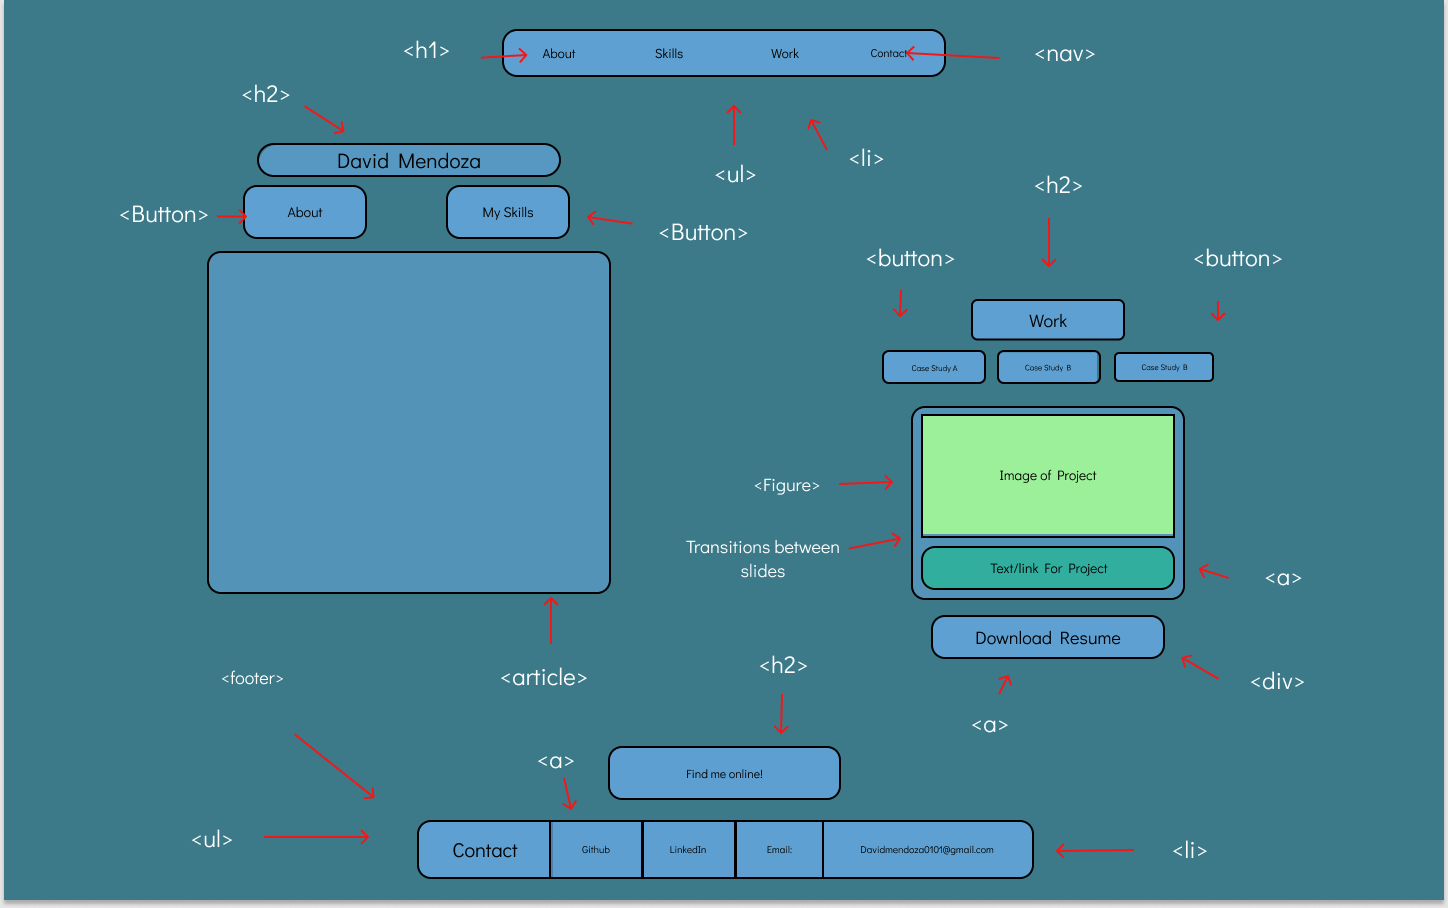 <h1>
About Skills Work Contact
<nav>
<h2>
David Mendoza
<ul>
<li>
<h2>
<Button>
About
My Skills
<Button>
<button>
<button>
Work
Case Study A
Case Study B
Case Study B
<Figure>
Image of Project
Transitions between
slides
Text/link For Project
<a>
Download Resume
<div>
<a>
<article>
<footer>
<h2>
<a>
Find me online!
<ul>
Contact
Github
LinkedIn
Email:
Davidmendoza0101@gmail.com
<li>